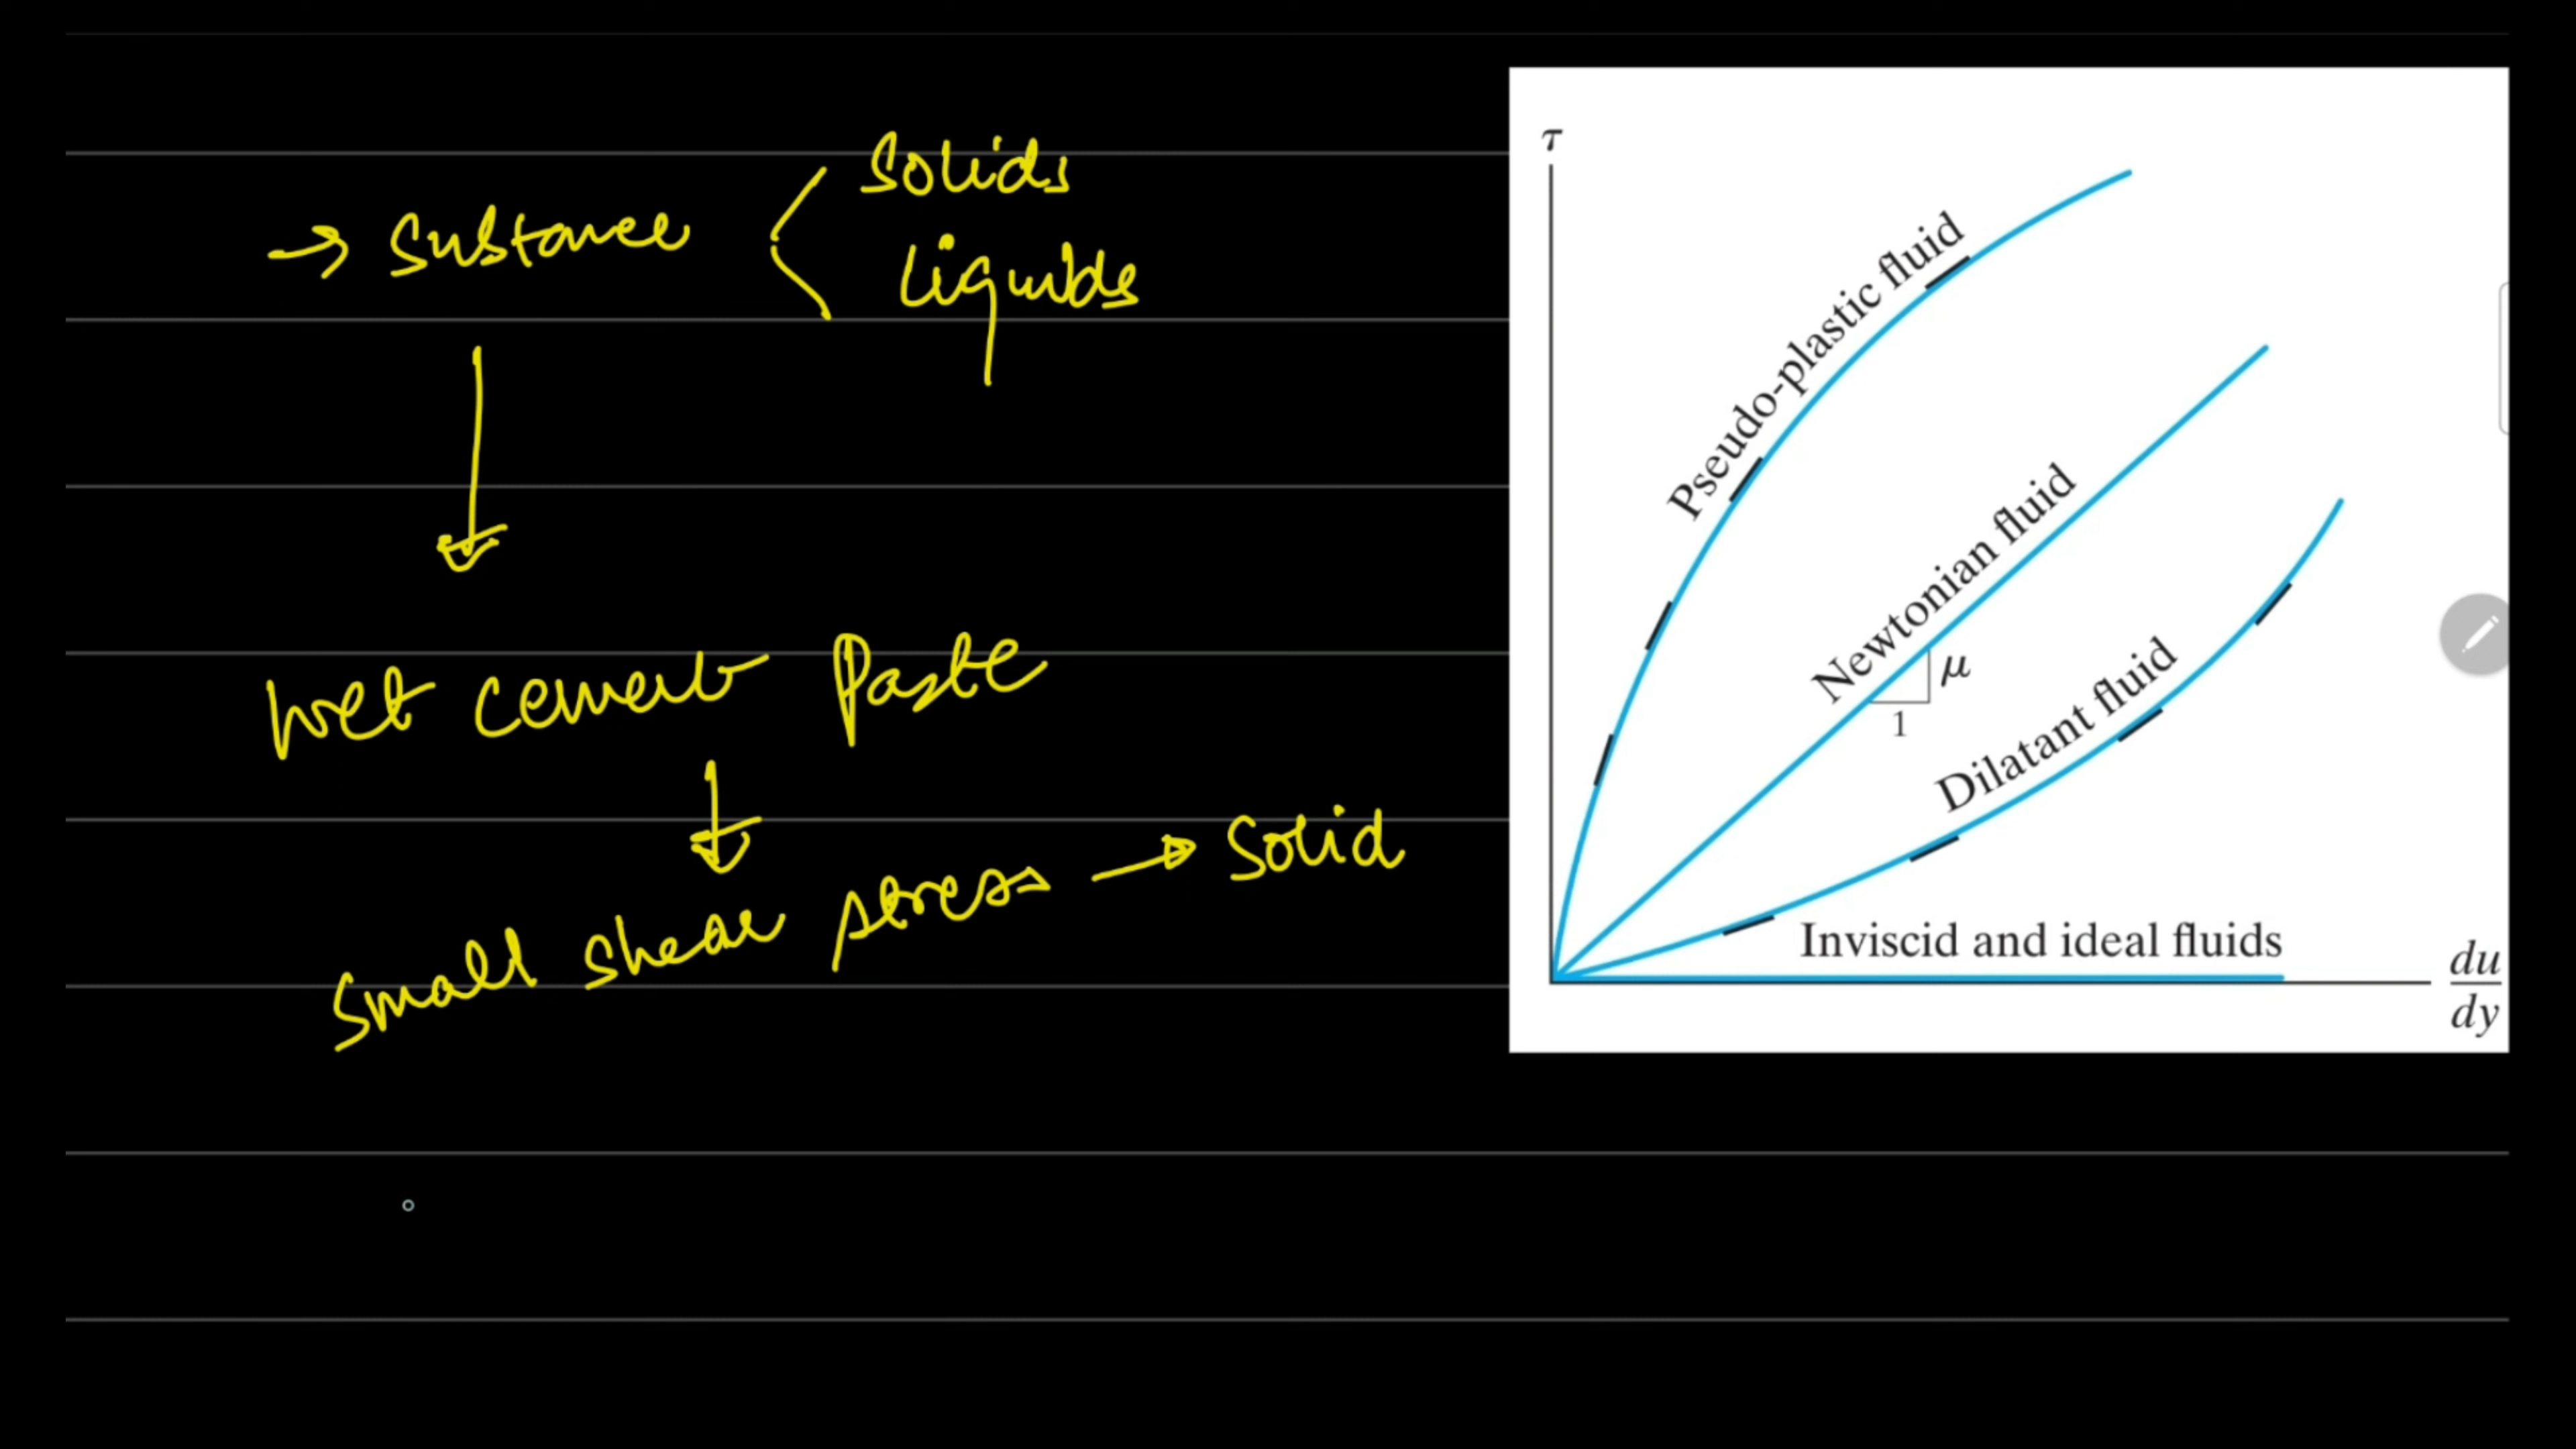 → Substance < Solids
Liquids
wet cement Paste
small shear stress → Solid
τ
Pseudo-plastic fluid
Newtonian fluid
μ
1
Dilatant fluid
Inviscid and ideal fluids
du
dy